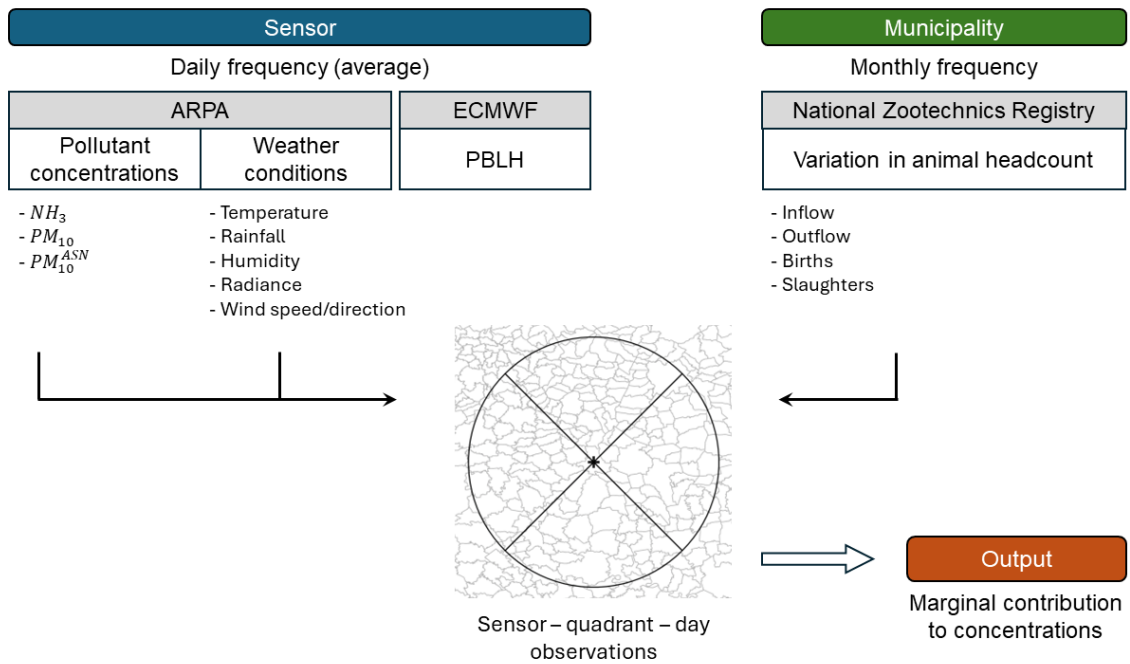 Sensor
Daily frequency (average)
ARPA
ECMWF
Pollutant
concentrations
Weather
conditions
PBLH
- NH₃
- PM₁₀
- PM₁₀ᴬˢᴺ
- Temperature
- Rainfall
- Humidity
- Radiance
- Wind speed/direction
Municipality
Monthly frequency
National Zootechnics Registry
Variation in animal headcount
- Inflow
- Outflow
- Births
- Slaughters
Sensor – quadrant – day
observations
Output
Marginal contribution
to concentrations